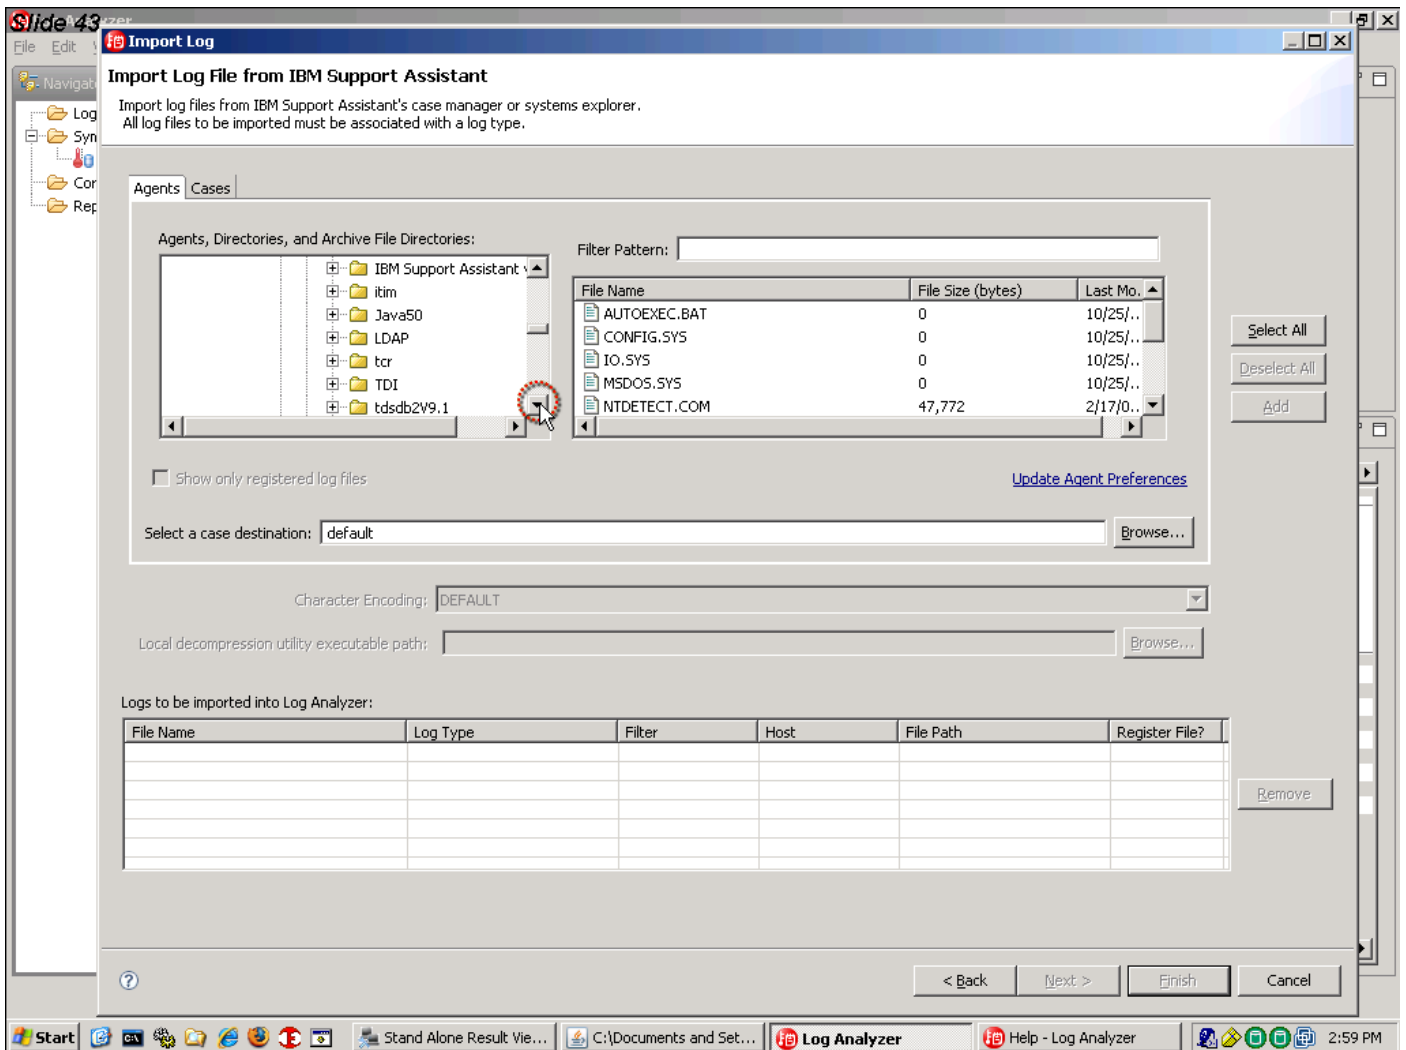 Slide 43
File Edit
Import Log
Import Log File from IBM Support Assistant
Import log files from IBM Support Assistant's case manager or systems explorer.
All log files to be imported must be associated with a log type.
Navigat
Log
Syn
Cor
Rep
Agents Cases
Agents, Directories, and Archive File Directories:
Filter Pattern:
IBM Support Assistant v
itim
Java50
LDAP
tcr
TDI
tdsdb2V9.1
File Name File Size (bytes) Last Mo.
AUTOEXEC.BAT 0 10/25/..
CONFIG.SYS 0 10/25/..
IO.SYS 0 10/25/..
MSDOS.SYS 0 10/25/..
NTDETECT.COM 47,772 2/17/0..
Select All
Deselect All
Add
Show only registered log files
Update Agent Preferences
Select a case destination: default Browse...
Character Encoding: DEFAULT
Local decompression utility executable path: Browse...
Logs to be imported into Log Analyzer:
File Name Log Type Filter Host File Path Register File?
Remove
? < Back Next > Finish Cancel
Start Stand Alone Result Vie... C:\Documents and Set... Log Analyzer Help - Log Analyzer 2:59 PM